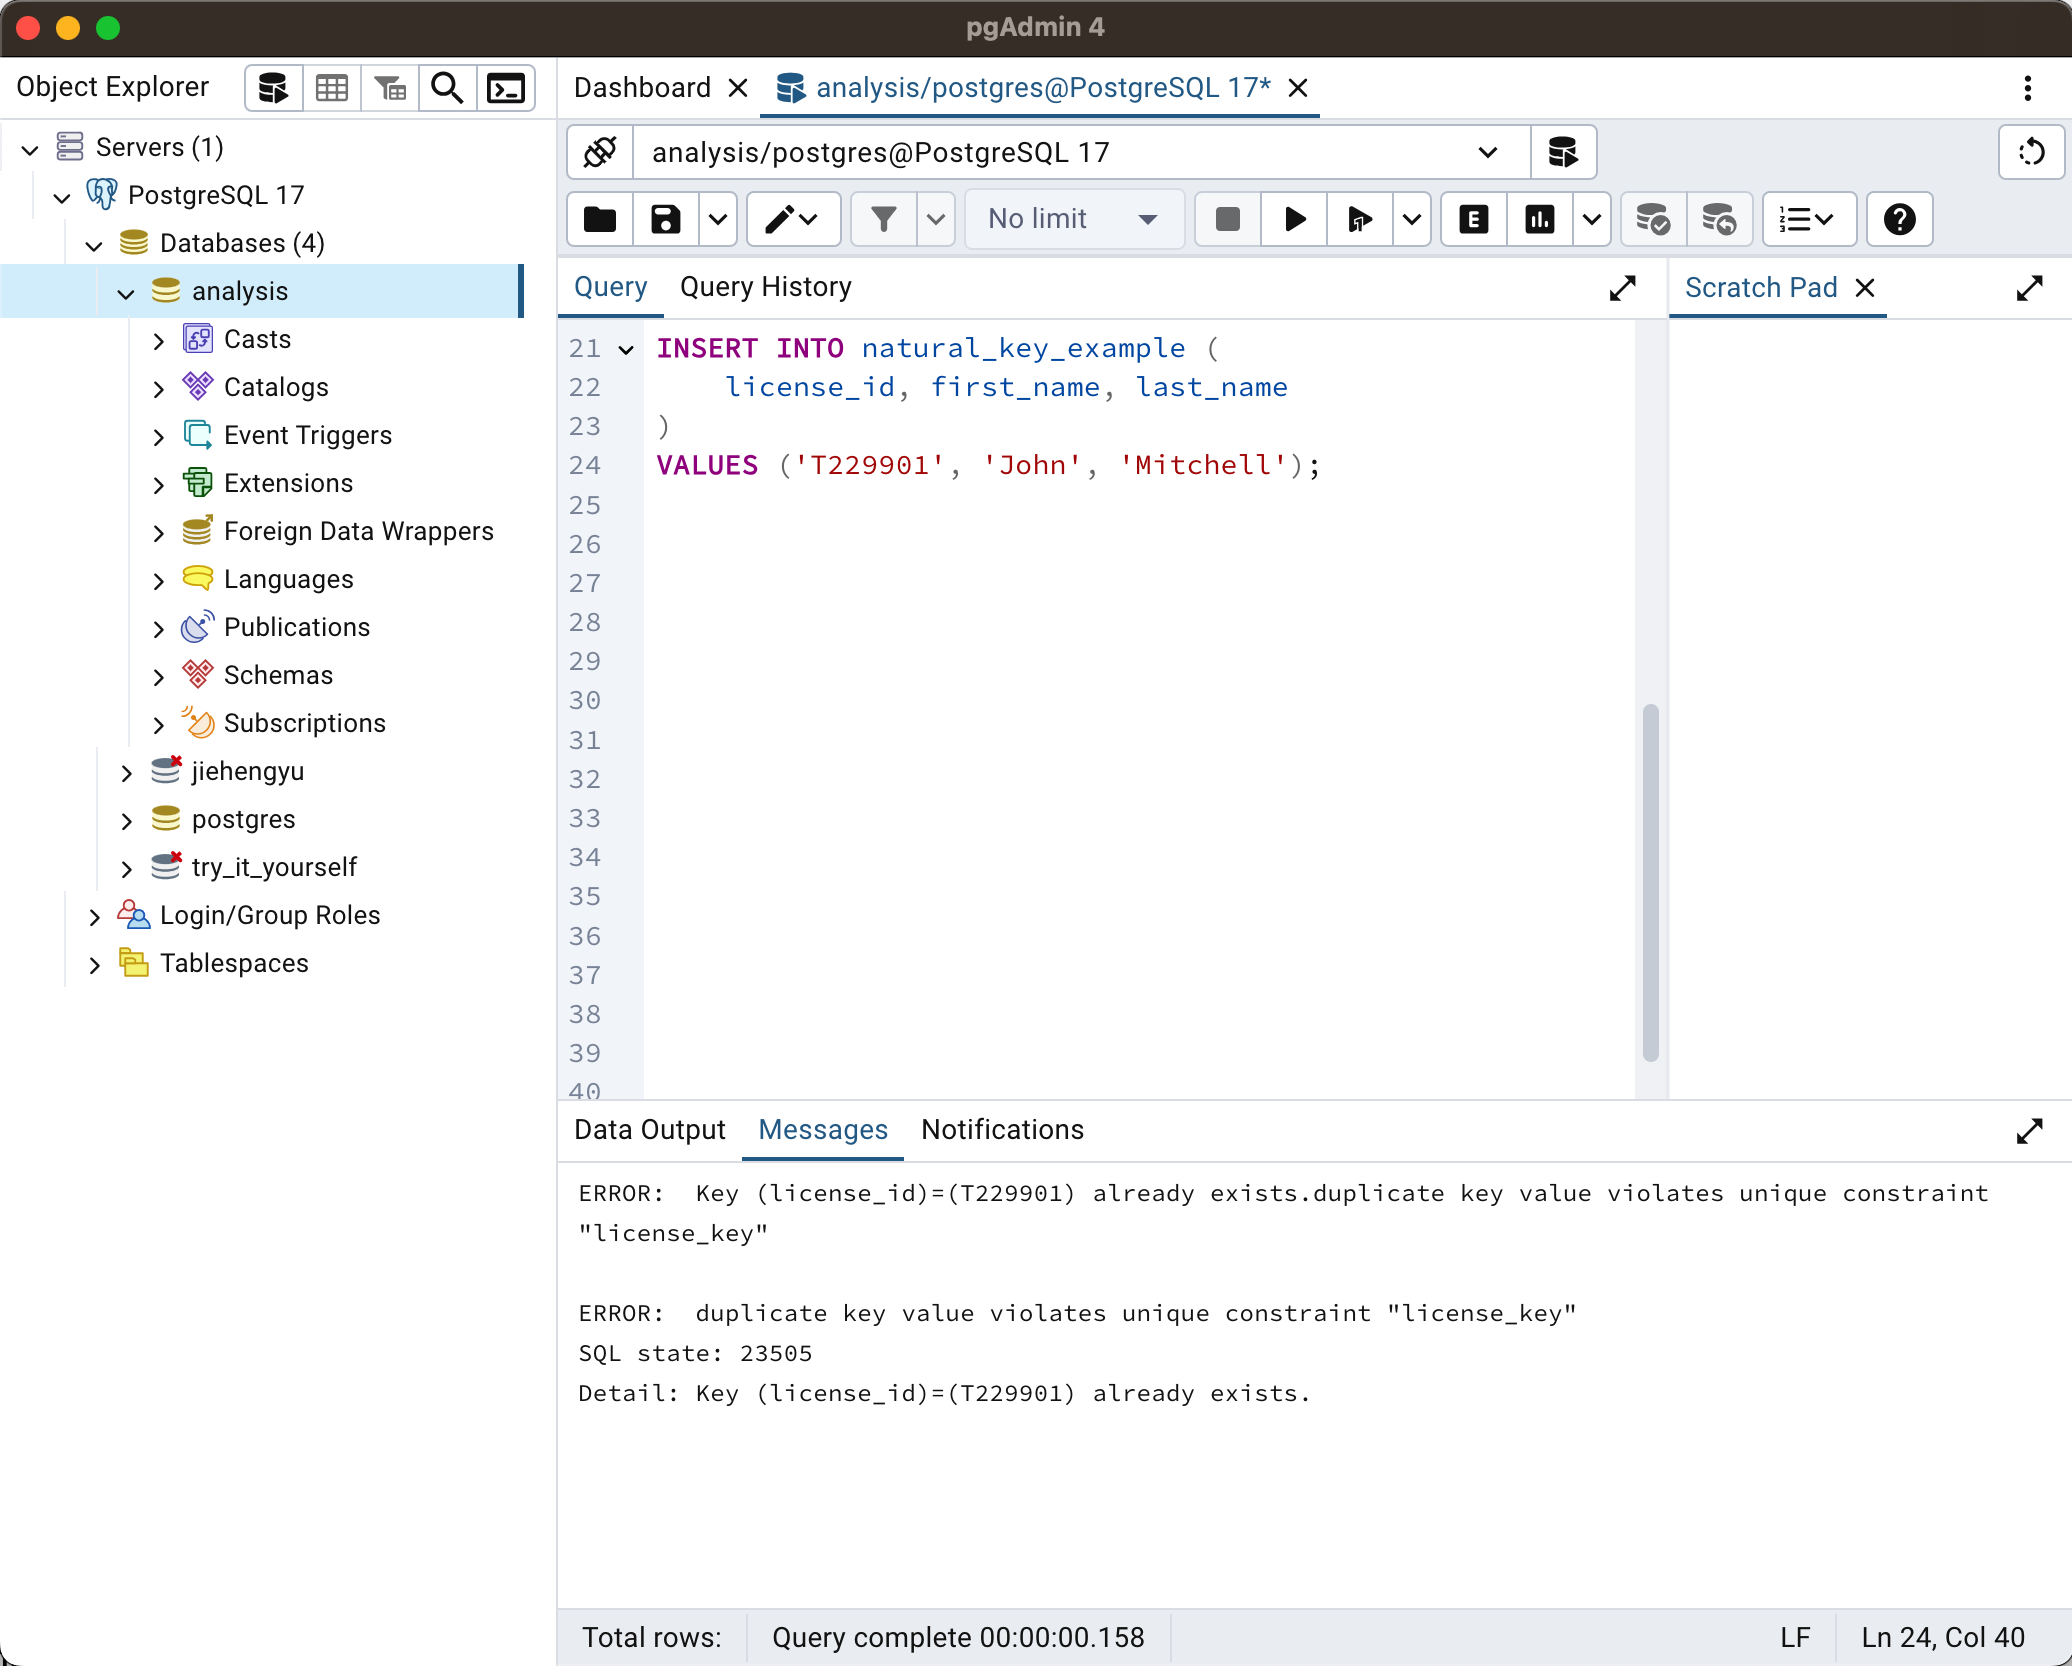 pgAdmin 4
Object Explorer
Servers (1)
PostgreSQL 17
Databases (4)
analysis
Casts
Catalogs
Event Triggers
Extensions
Foreign Data Wrappers
Languages
Publications
Schemas
Subscriptions
jiehengyu
postgres
try_it_yourself
Login/Group Roles
Tablespaces
Dashboard
analysis/postgres@PostgreSQL 17*
analysis/postgres@PostgreSQL 17
No limit
E
Query
Query History
Scratch Pad
21 INSERT INTO natural_key_example (
22 license_id, first_name, last_name
23 )
24 VALUES ('T229901', 'John', 'Mitchell');
25
26
27
28
29
30
31
32
33
34
35
36
37
38
39
40
Data Output
Messages
Notifications
ERROR:  Key (license_id)=(T229901) already exists.duplicate key value violates unique constraint
"license_key"
ERROR:  duplicate key value violates unique constraint "license_key"
SQL state: 23505
Detail: Key (license_id)=(T229901) already exists.
Total rows:
Query complete 00:00:00.158
LF
Ln 24, Col 40